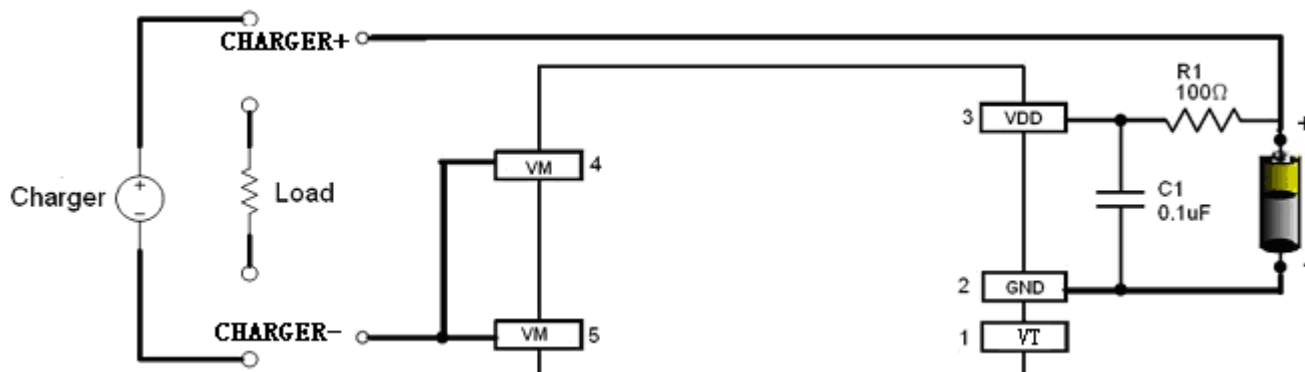 CHARGER+
R1
100Ω
3
VDD
+
VM
4
Charger
+
−
Load
C1
0.1uF
2
GND
-
CHARGER-
VM
5
1
VT